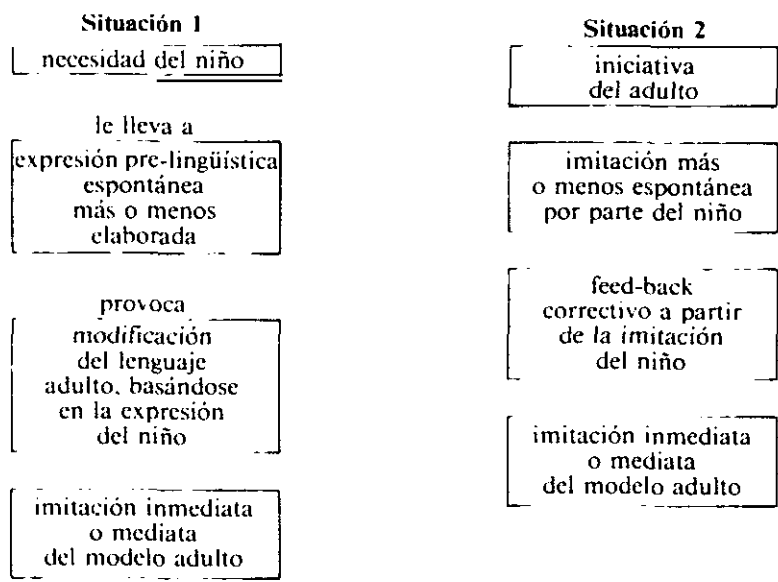 Situación 1
necesidad del niño
le lleva a
expresión pre-lingüística
espontánea
más o menos
elaborada
provoca
modificación
del lenguaje
adulto, basándose
en la expresión
del niño
imitación inmediata
o mediata
del modelo adulto
Situación 2
iniciativa
del adulto
imitación más
o menos espontánea
por parte del niño
feed-back
correctivo a partir
de la imitación
del niño
imitación inmediata
o mediata
del modelo adulto